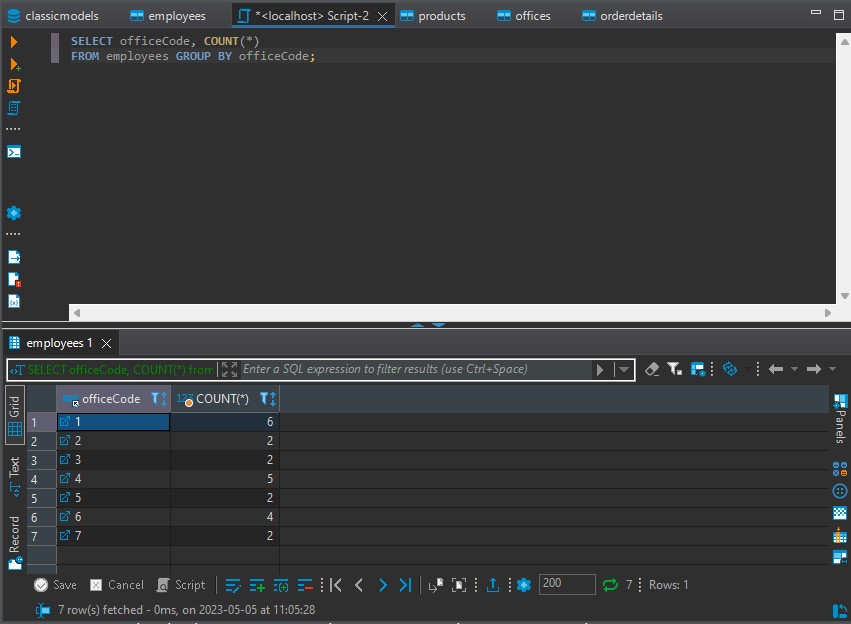 classicmodels employees *<localhost> Script-2 products offices orderdetails
SELECT officeCode, COUNT(*)
FROM employees GROUP BY officeCode;
employees 1
SELECT officeCode, COUNT(*) from Enter a SQL expression to filter results (use Ctrl+Space)
Grid
Text
Record
officeCode 123 COUNT(*)
1 1 6
2 2 2
3 3 2
4 4 5
5 5 2
6 6 4
7 7 2
Panels
Save Cancel Script 200 7 Rows: 1
7 row(s) fetched - 0ms, on 2023-05-05 at 11:05:28